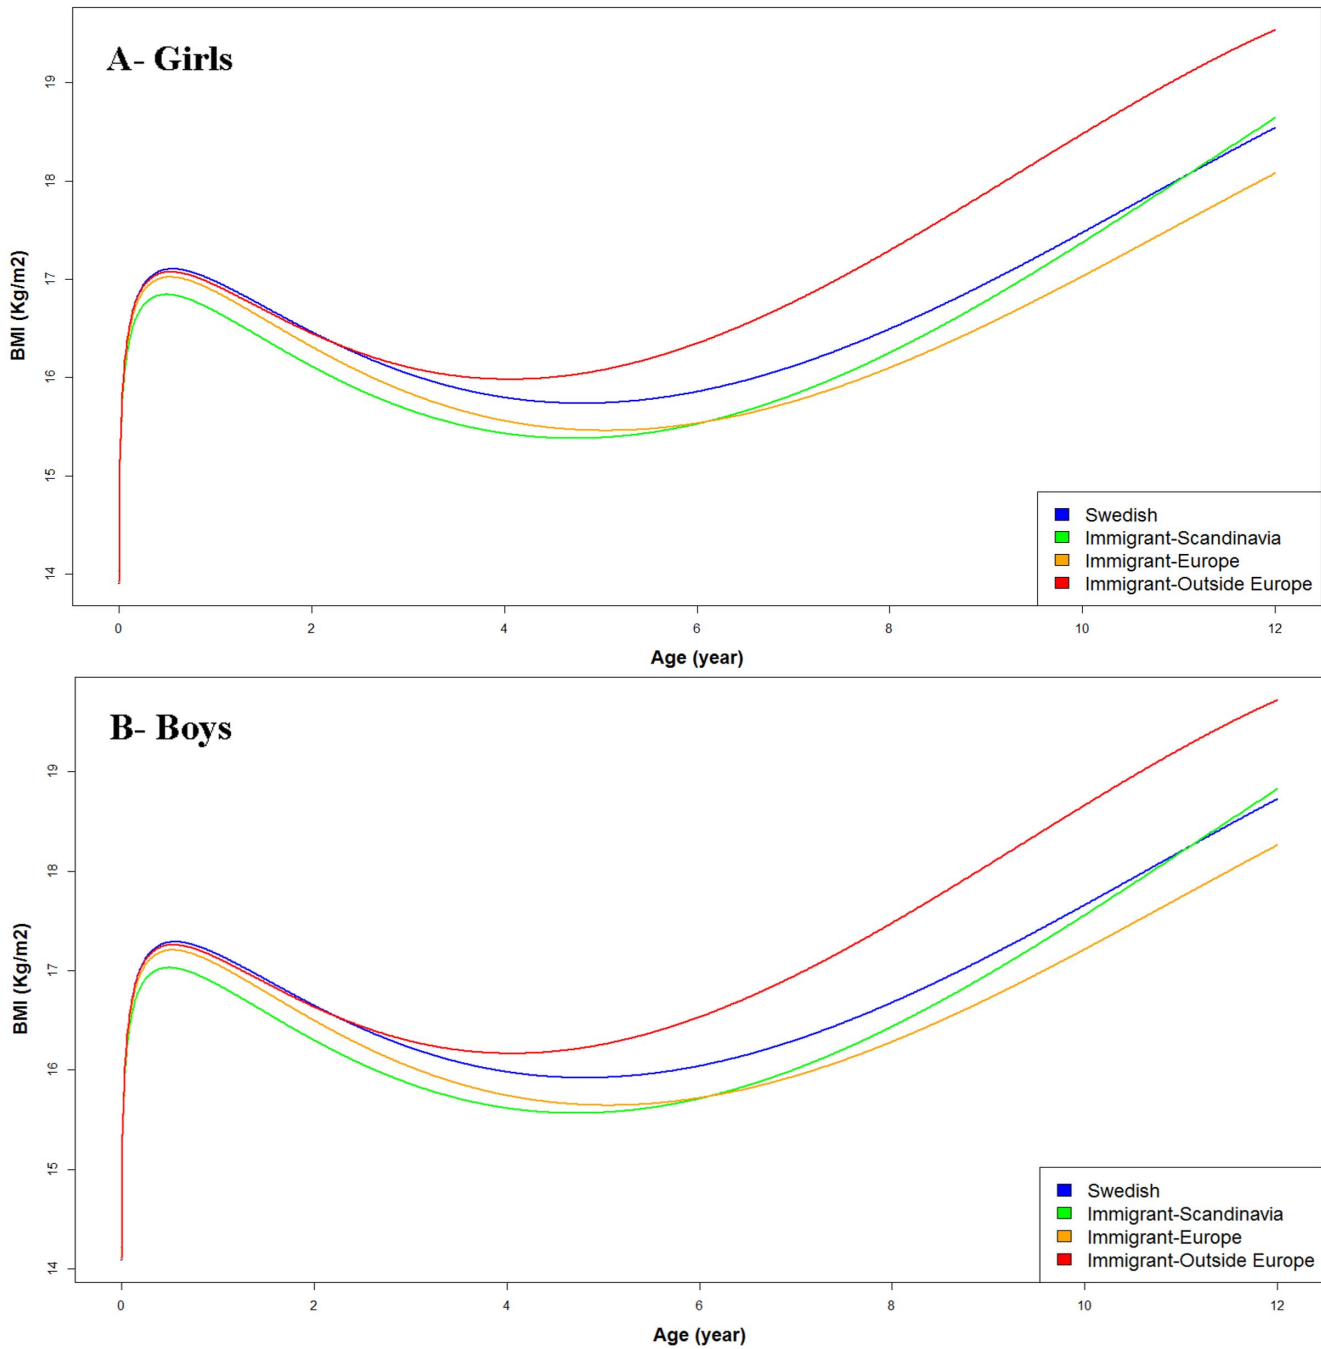 A- Girls
BMI (Kg/m2)
19
18
17
16
15
14
Swedish
Immigrant-Scandinavia
Immigrant-Europe
Immigrant-Outside Europe
0 2 4 6 8 10 12
Age (year)
B- Boys
BMI (Kg/m2)
19
18
17
16
15
14
Swedish
Immigrant-Scandinavia
Immigrant-Europe
Immigrant-Outside Europe
0 2 4 6 8 10 12
Age (year)